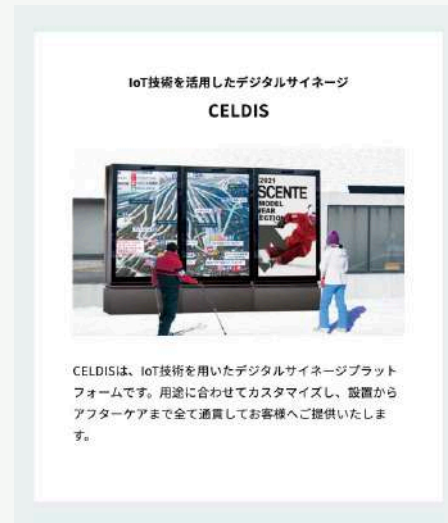 IoT技術を活用したデジタルサイネージ
CELDIS
2021
SCENTE
MODEL
YEAR
ECTION
CELDISは、IoT技術を用いたデジタルサイネージプラット
フォームです。用途に合わせてカスタマイズし、設置から
アフターケアまで全て通貫してお客様へご提供いたしま
す。